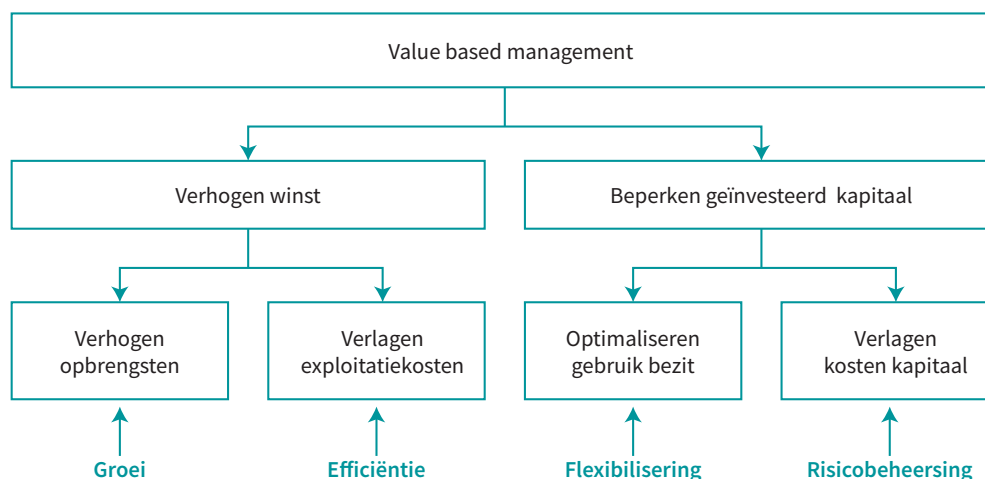 Value based management
Verhogen winst
Beperken geïnvesteerd kapitaal
Verhogen
opbrengsten
Verlagen
exploitatiekosten
Optimaliseren
gebruik bezit
Verlagen
kosten kapitaal
Groei
Efficiëntie
Flexibilisering
Risicobeheersing